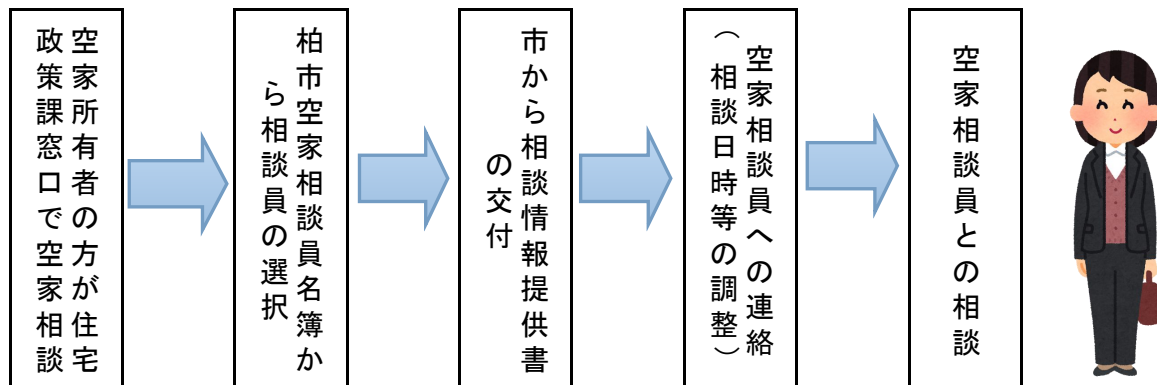 空家所有者の方が住宅
政策課窓口で空家相談
柏市空家相談員名簿か
ら相談員の選択
市から相談情報提供書
の交付
空家相談員への連絡
（相談日時等の調整）
空家相談員との相談